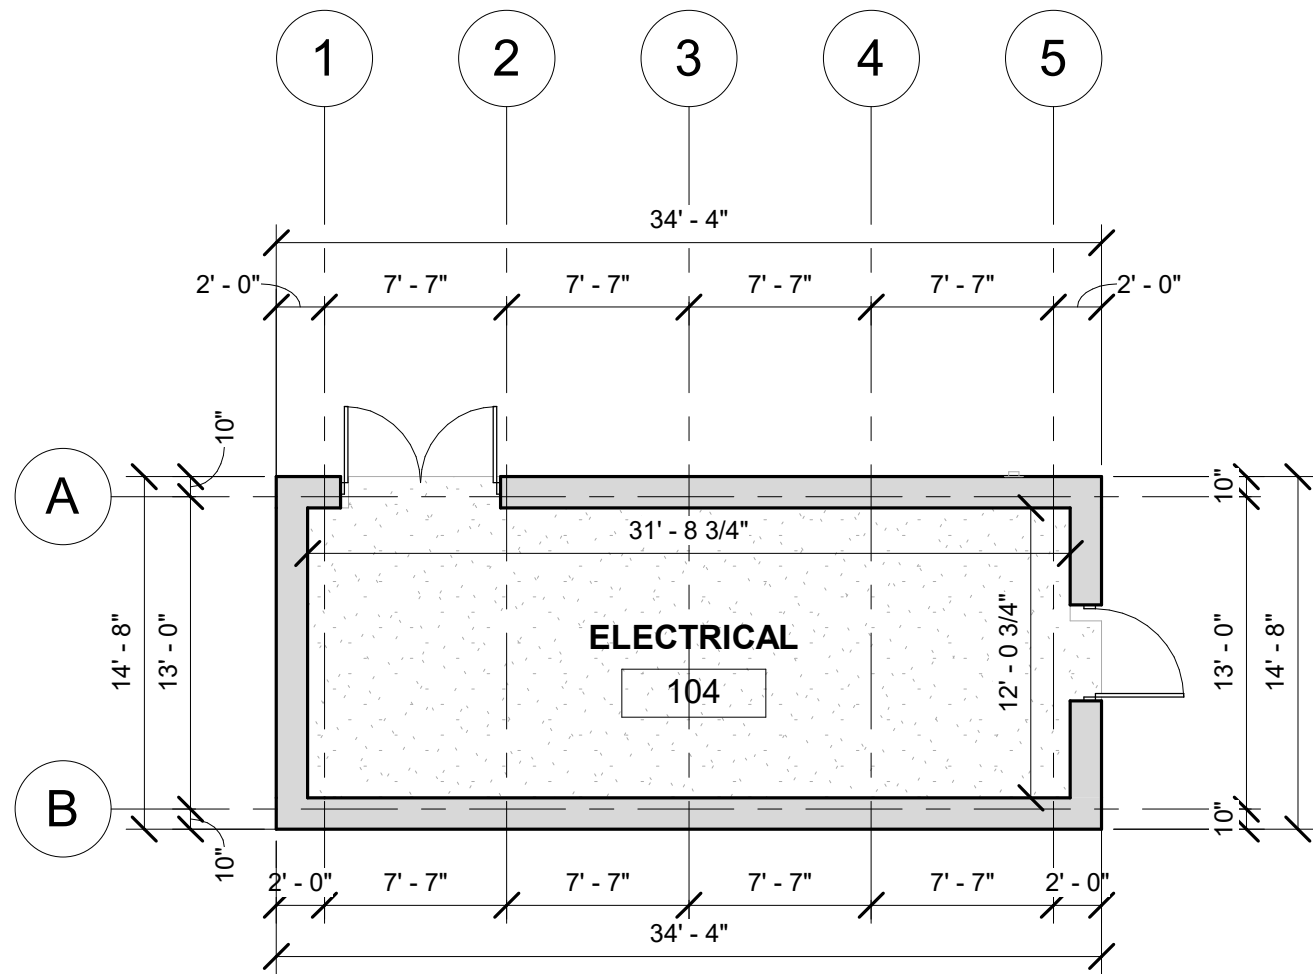 1 2 3 4 5
34' - 4"
2' - 0" 7' - 7" 7' - 7" 7' - 7" 7' - 7" 2' - 0"
10"
A
10"
31' - 8 3/4"
14' - 8"
13' - 0"
ELECTRICAL
104
12' - 0 3/4"
13' - 0"
14' - 8"
B
10"
10"
2' - 0" 7' - 7" 7' - 7" 7' - 7" 7' - 7" 2' - 0"
34' - 4"